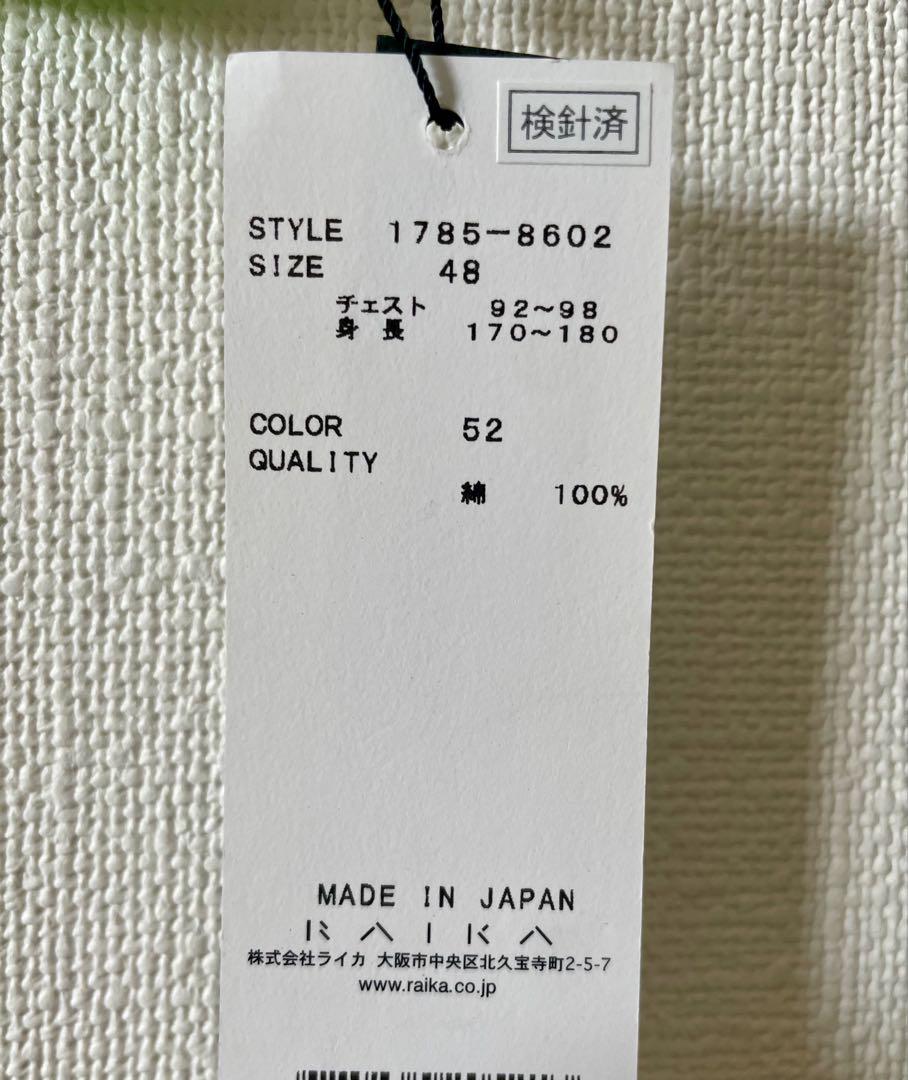 検針済
STYLE 1785-8602
SIZE 48
チェスト 92~98
身長 170~180
COLOR 52
QUALITY
綿 100%
MADE IN JAPAN
RAIKA
株式会社ライカ 大阪市中央区北久宝寺町2-5-7
www.raika.co.jp